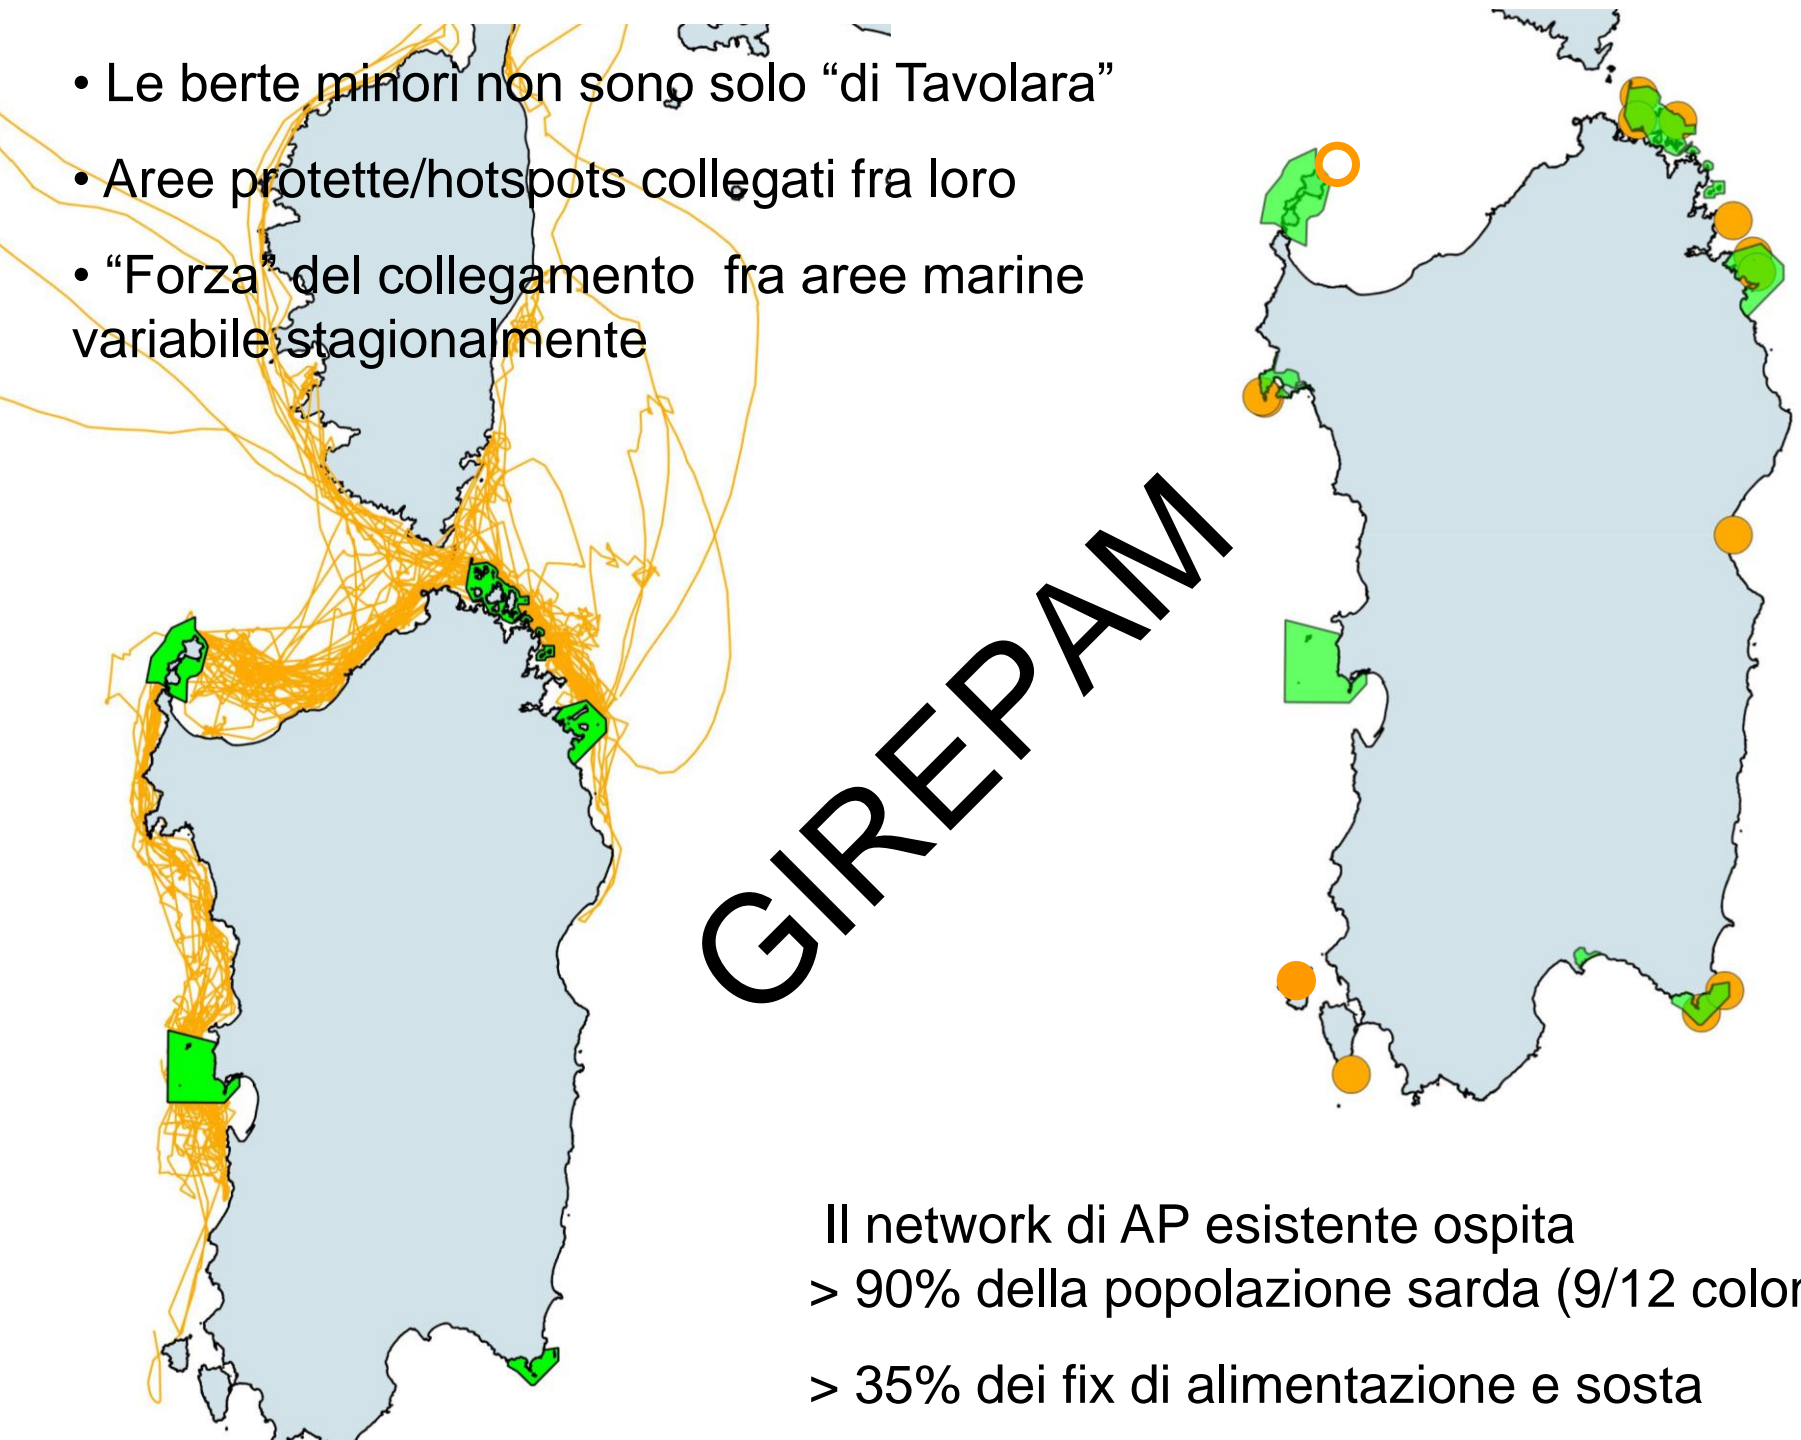 • Le berte minori non sono solo “di Tavolara”
• Aree protette/hotspots collegati fra loro
• “Forza” del collegamento fra aree marine
variabile stagionalmente
GIREPAM
Il network di AP esistente ospita
> 90% della popolazione sarda (9/12 color
> 35% dei fix di alimentazione e sosta